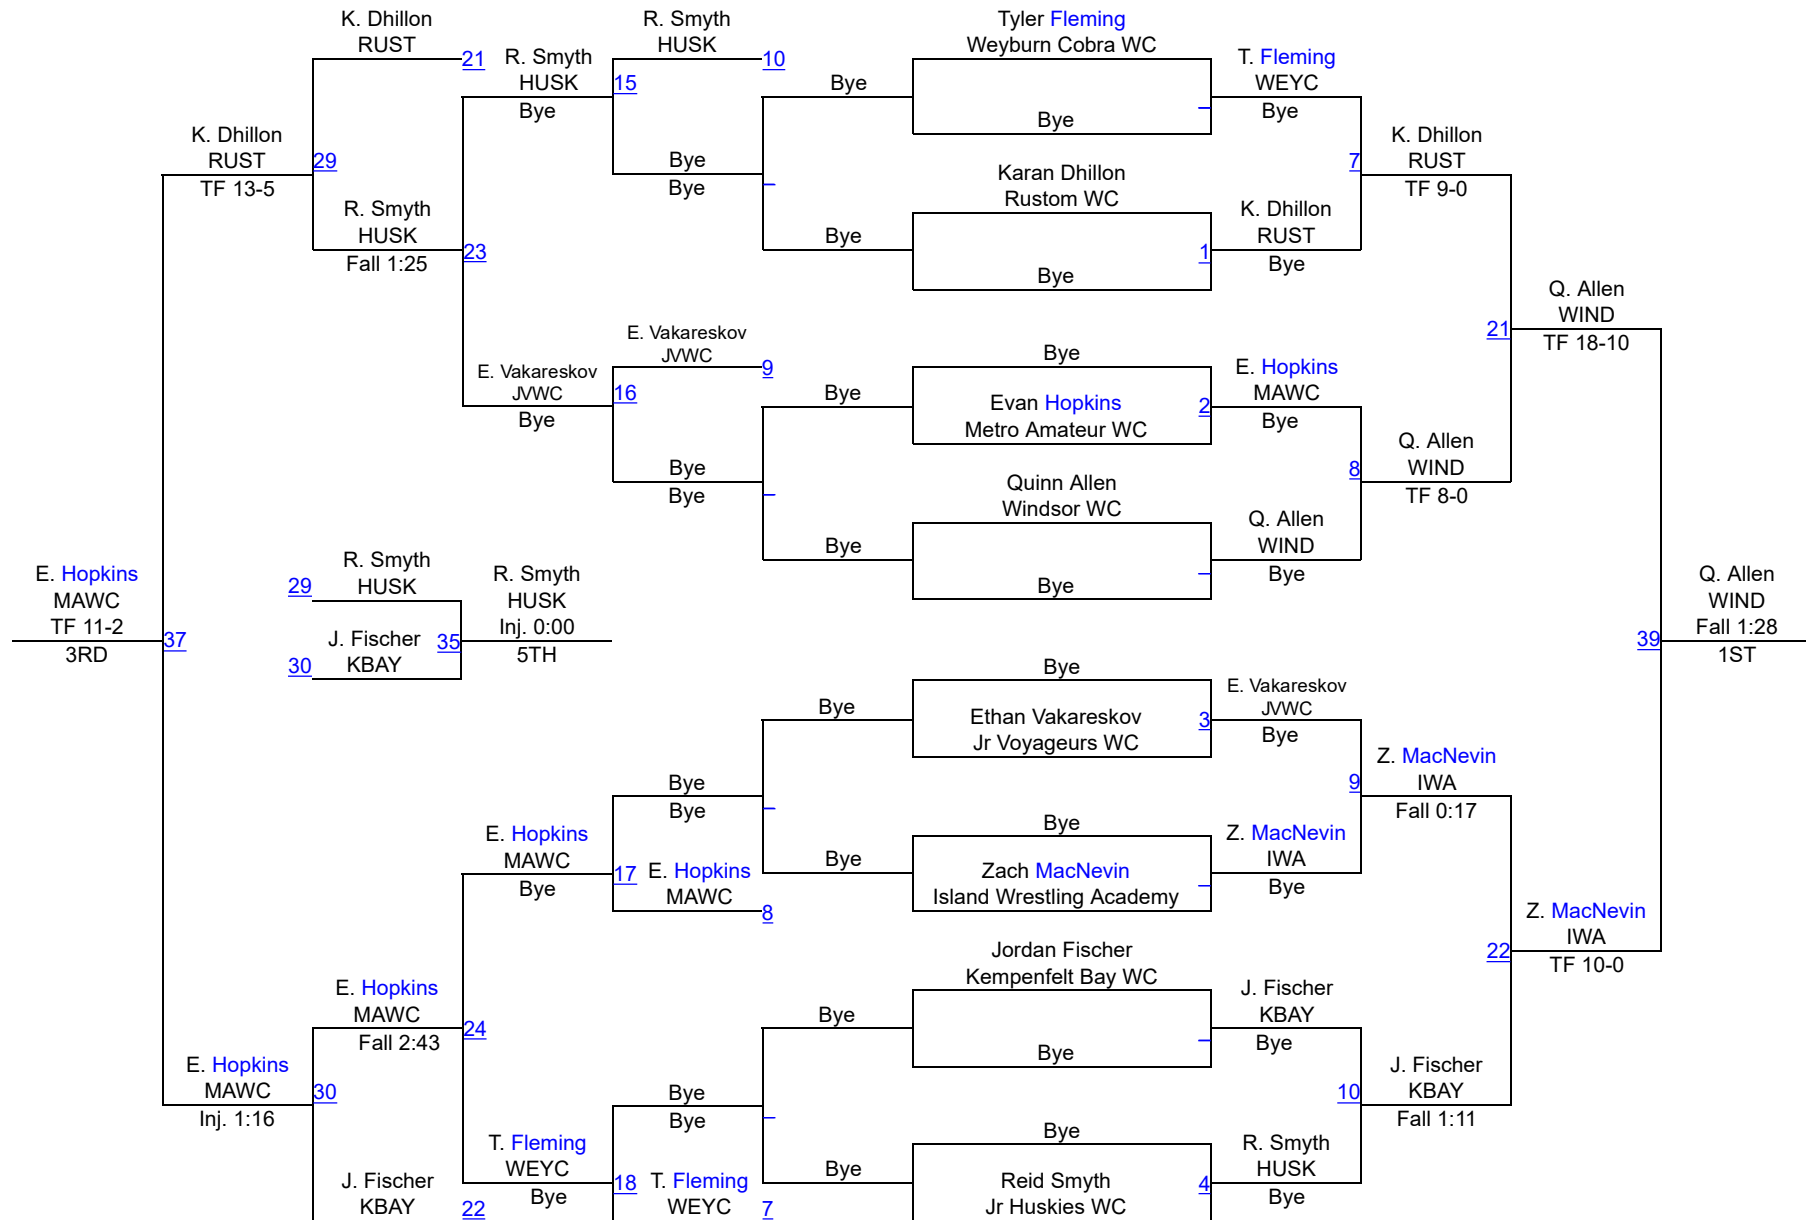 K. Dhillon
RUST
21
R. Smyth
HUSK
Bye
15
R. Smyth
HUSK
10
Bye
Tyler Fleming
Weyburn Cobra WC
Bye
T. Fleming
WEYC
Bye
K. Dhillon
RUST
TF 13-5
29
R. Smyth
HUSK
Fall 1:25
23
Bye
Bye
Bye
Karan Dhillon
Rustom WC
Bye
1
K. Dhillon
RUST
Bye
7
K. Dhillon
RUST
TF 9-0
E. Vakareskov
JVWC
Bye
16
E. Vakareskov
JVWC
9
Bye
Bye
Evan Hopkins
Metro Amateur WC
2
E. Hopkins
MAWC
Bye
21
Q. Allen
WIND
TF 18-10
Bye
Bye
Bye
Quinn Allen
Windsor WC
Bye
Q. Allen
WIND
Bye
8
Q. Allen
WIND
TF 8-0
E. Hopkins
MAWC
TF 11-2
3RD
37
29
R. Smyth
HUSK
30
J. Fischer
KBAY
35
R. Smyth
HUSK
Inj. 0:00
5TH
39
Q. Allen
WIND
Fall 1:28
1ST
Bye
Bye
Ethan Vakareskov
Jr Voyageurs WC
3
E. Vakareskov
JVWC
Bye
9
Z. MacNevin
IWA
Fall 0:17
Bye
Bye
E. Hopkins
MAWC
Bye
17
E. Hopkins
MAWC
8
Bye
Bye
Zach MacNevin
Island Wrestling Academy
Z. MacNevin
IWA
Bye
22
Z. MacNevin
IWA
TF 10-0
E. Hopkins
MAWC
Fall 2:43
24
Bye
Jordan Fischer
Kempenfelt Bay WC
Bye
J. Fischer
KBAY
Bye
E. Hopkins
MAWC
Inj. 1:16
30
Bye
Bye
10
J. Fischer
KBAY
Fall 1:11
J. Fischer
KBAY
22
T. Fleming
WEYC
Bye
18
T. Fleming
WEYC
7
Bye
Bye
Reid Smyth
Jr Huskies WC
4
R. Smyth
HUSK
Bye